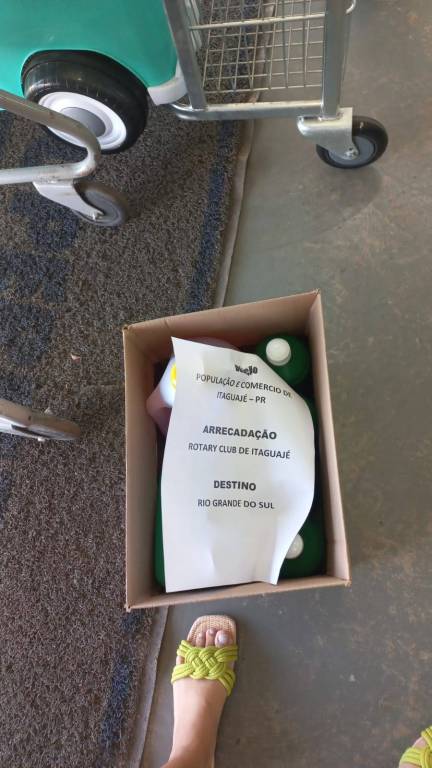 POPULAÇÃO E COMERCIO DE
ITAGUAJÉ – PR
ARRECADAÇÃO
ROTARY CLUB DE ITAGUAJÉ
DESTINO
RIO GRANDE DO SUL